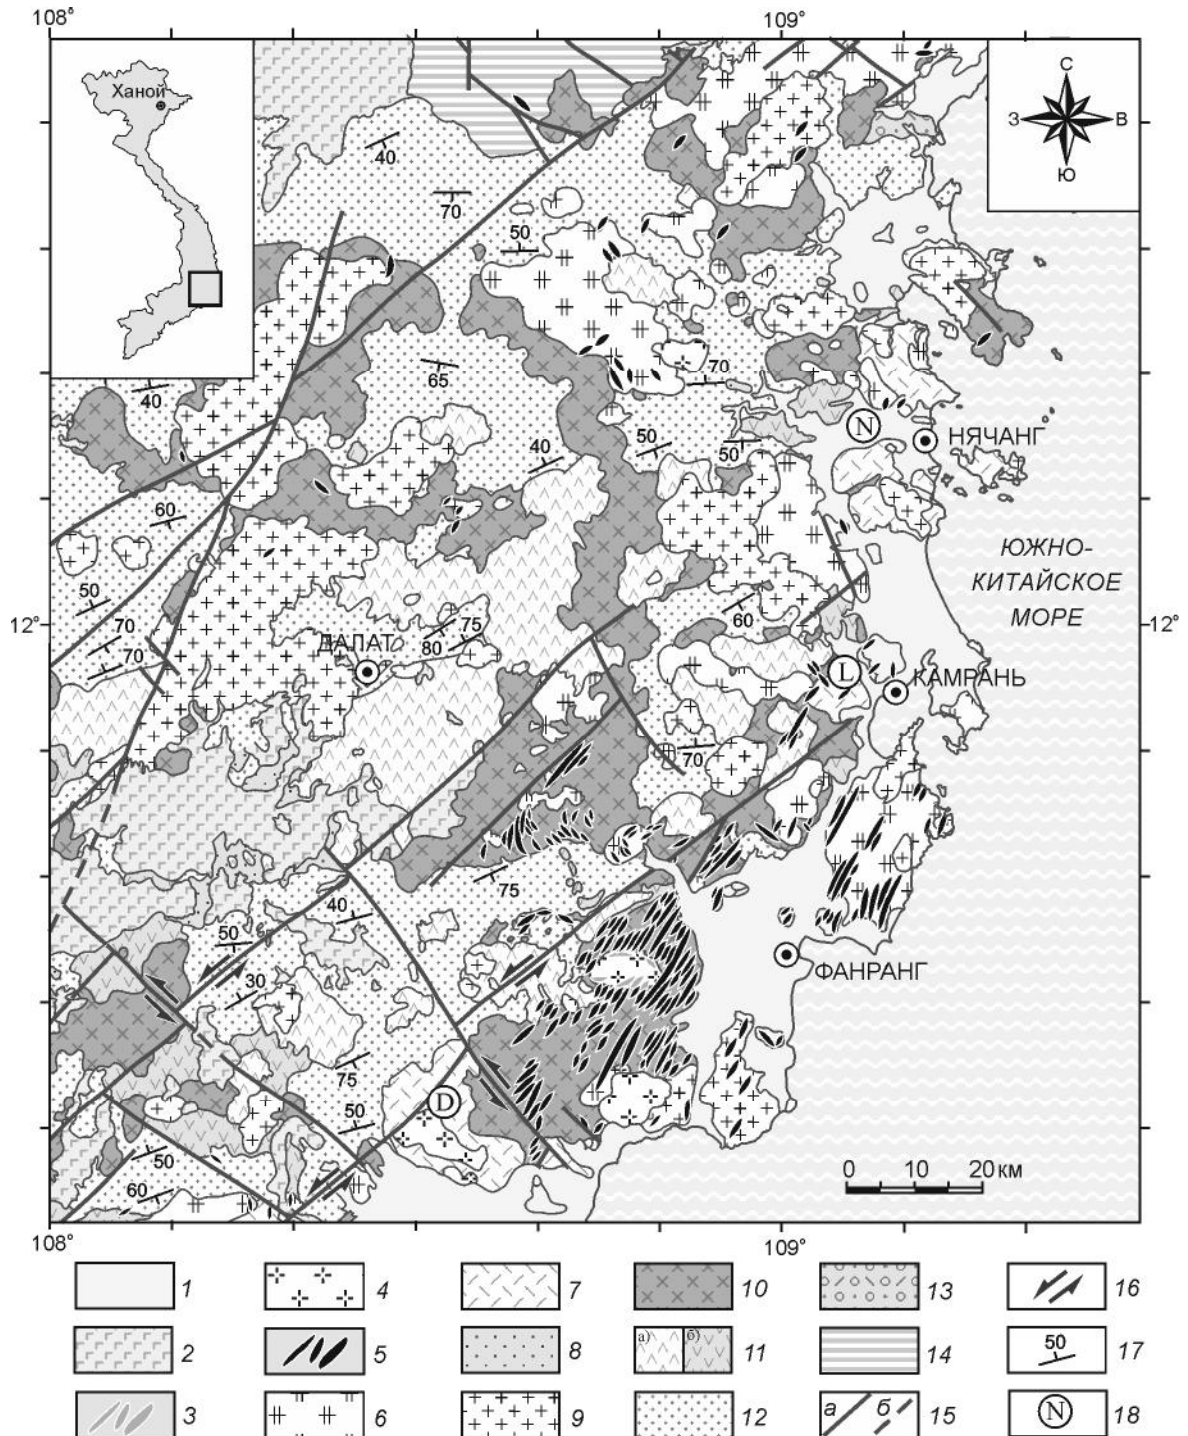 108°
109°
Ханой
С
З
В
Ю
40
70
50
40
65
70
50
50
40
N
НЯЧАНГ
60
ЮЖНО-
КИТАЙСКОЕ
МОРЕ
50
70
70
12°
12°
60
75
80
ДАЛАТ
L
КАМРАНЬ
70
75
40
50
30
ФАНРАНГ
75
50
D
50
60
0
10
20 км
108°
109°
1
4
7
10
13
16
2
5
8
а)
б)
11
14
50
17
3
6
9
12
а
б
15
N
18